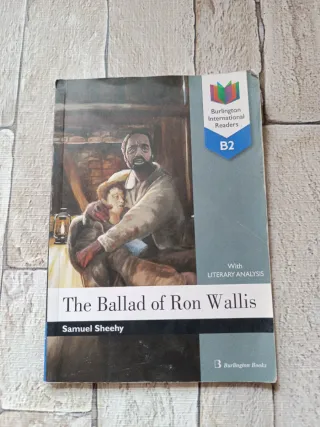 Burlington
International
Readers
B2
With
LITERARY ANALYSIS
The Ballad of Ron Wallis
Samuel Sheehy
B Burlington Books